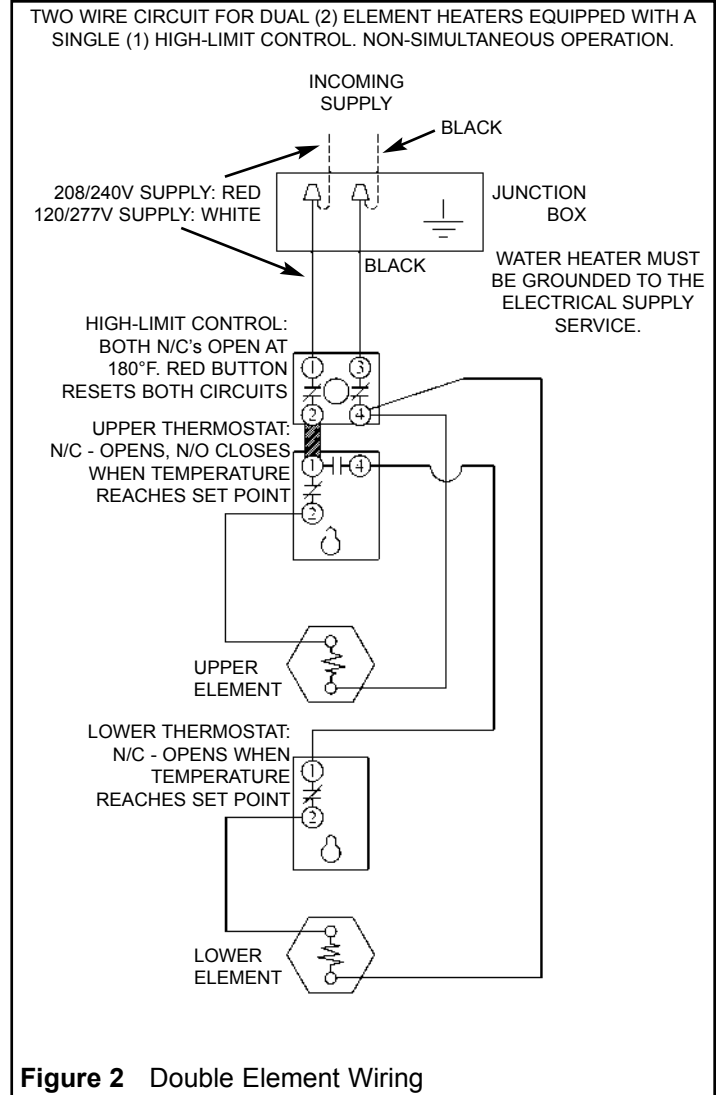 TWO WIRE CIRCUIT FOR DUAL (2) ELEMENT HEATERS EQUIPPED WITH A
SINGLE (1) HIGH-LIMIT CONTROL. NON-SIMULTANEOUS OPERATION.
INCOMING
SUPPLY
BLACK
208/240V SUPPLY: RED
120/277V SUPPLY: WHITE
JUNCTION
BOX
BLACK
WATER HEATER MUST
BE GROUNDED TO THE
ELECTRICAL SUPPLY
SERVICE.
HIGH-LIMIT CONTROL:
BOTH N/C's OPEN AT
180°F. RED BUTTON
RESETS BOTH CIRCUITS
1
3
2
4
UPPER THERMOSTAT:
N/C - OPENS, N/O CLOSES
WHEN TEMPERATURE
REACHES SET POINT
1
4
2
UPPER
ELEMENT
LOWER THERMOSTAT:
N/C - OPENS WHEN
TEMPERATURE
REACHES SET POINT
1
2
LOWER
ELEMENT
Figure 2 Double Element Wiring